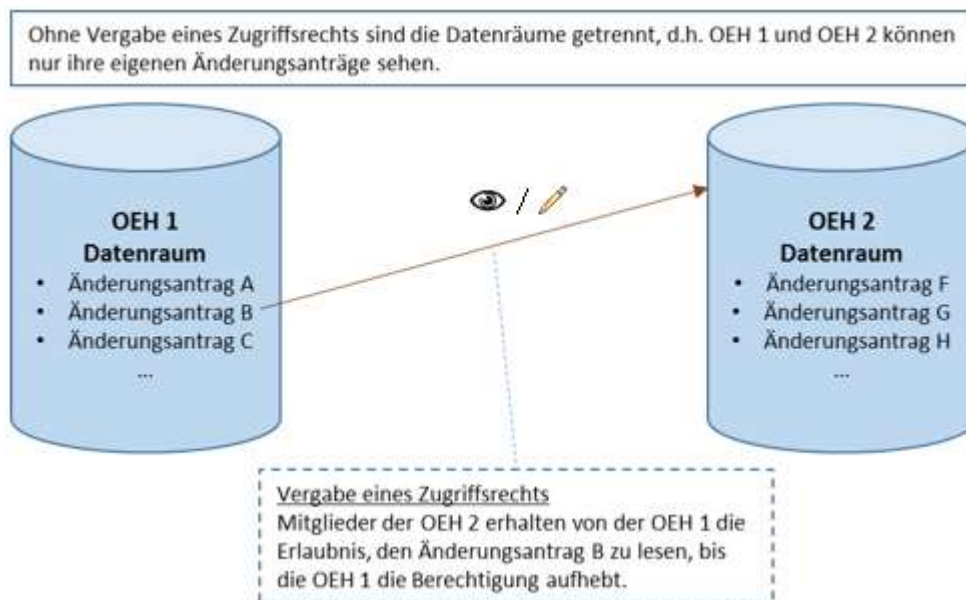 Ohne Vergabe eines Zugriffsrechts sind die Datenräume getrennt, d.h. OEH 1 und OEH 2 können
nur ihre eigenen Änderungsanträge sehen.
OEH 1
Datenraum
• Änderungsantrag A
• Änderungsantrag B
• Änderungsantrag C
...
/
OEH 2
Datenraum
• Änderungsantrag F
• Änderungsantrag G
• Änderungsantrag H
...
Vergabe eines Zugriffsrechts
Mitglieder der OEH 2 erhalten von der OEH 1 die
Erlaubnis, den Änderungsantrag B zu lesen, bis
die OEH 1 die Berechtigung aufhebt.